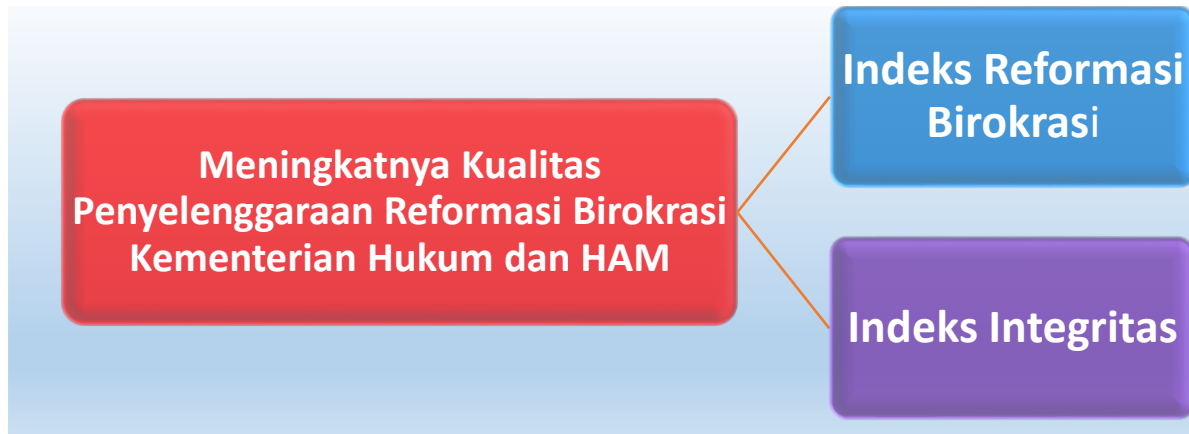 Meningkatnya Kualitas
Penyelenggaraan Reformasi Birokrasi
Kementerian Hukum dan HAM
Indeks Reformasi
Birokrasi
Indeks Integritas